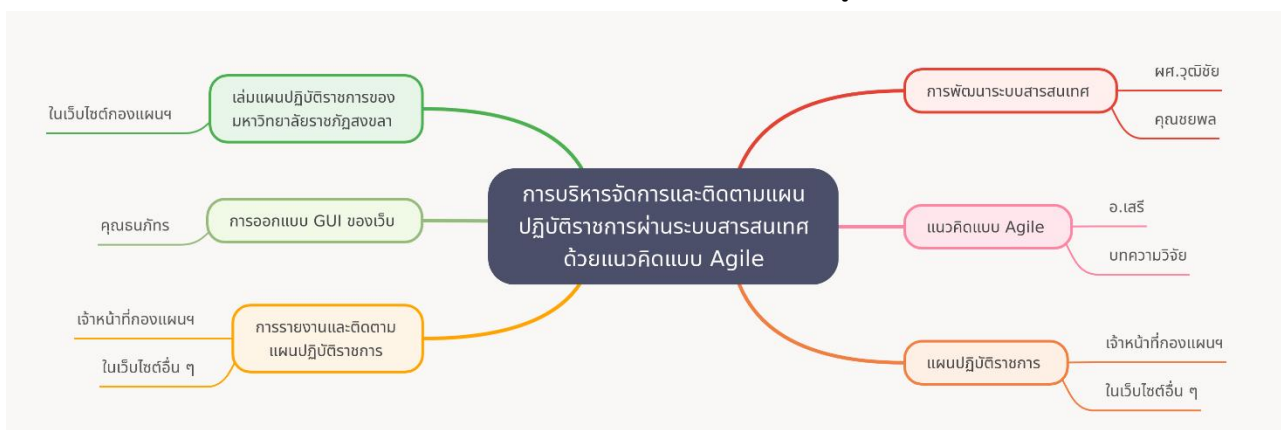 เล่มแผนปฏิบัติราชการของ
มหาวิทยาลัยราชภัฏสงขลา
ในเว็บไซต์กองแผนฯ
การออกแบบ GUI ของเว็บ
คุณธนภัทร
การรายงานและติดตาม
แผนปฏิบัติราชการ
เจ้าหน้าที่กองแผนฯ
ในเว็บไซต์อื่น ๆ
การบริหารจัดการและติดตามแผน
ปฏิบัติราชการผ่านระบบสารสนเทศ
ด้วยแนวคิดแบบ Agile
การพัฒนาระบบสารสนเทศ
ผศ.วุฒิชัย
คุณชยพล
แนวคิดแบบ Agile
อ.เสรี
บทความวิจัย
แผนปฏิบัติราชการ
เจ้าหน้าที่กองแผนฯ
ในเว็บไซต์อื่น ๆ